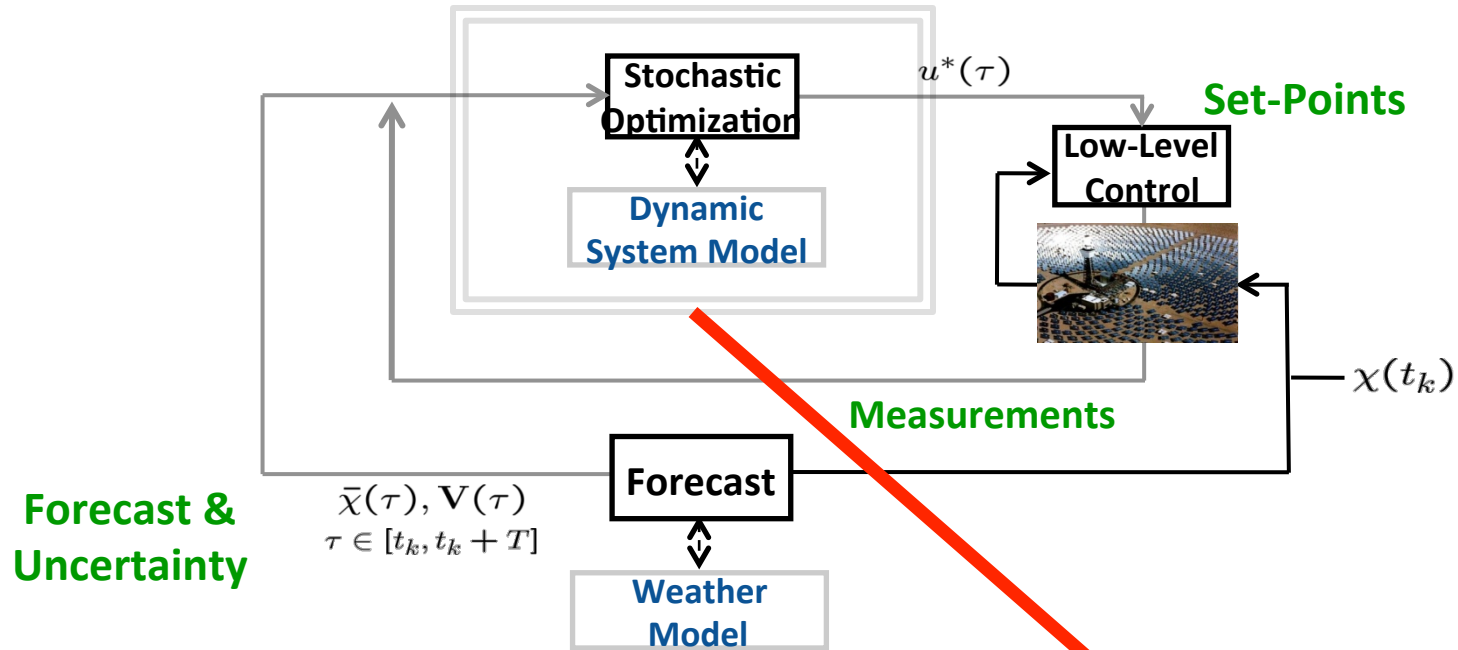 Stochastic
Optimization
u*(τ)
Set-Points
Low-Level
Control
Dynamic
System Model
χ(t_k)
Measurements
Forecast
χ̄(τ), V(τ)
τ ∈ [t_k, t_k + T]
Forecast &
Uncertainty
Weather
Model